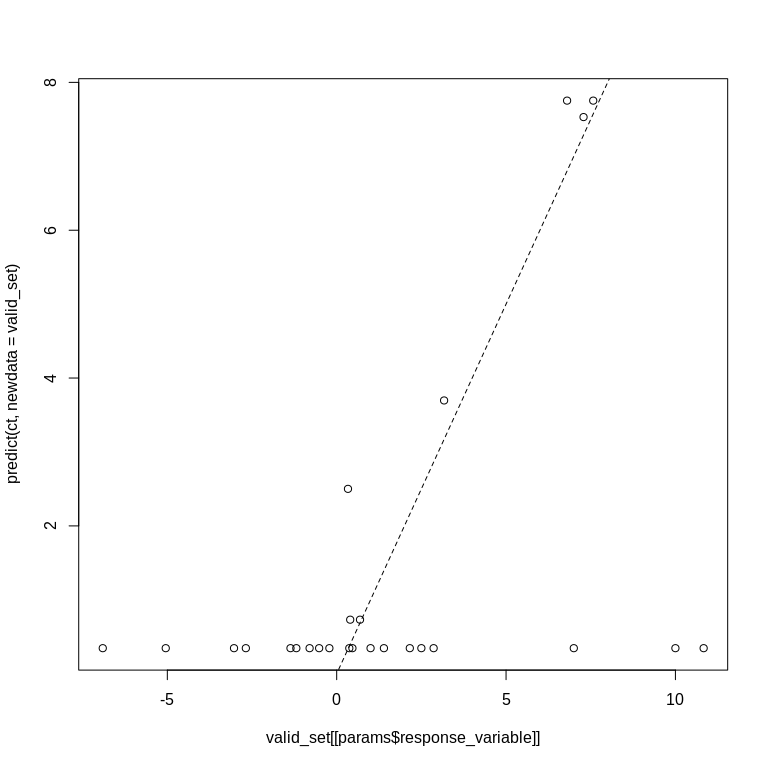 8
6
4
2
predict(ct, newdata = valid_set)
-5 0 5 10
valid_set[[params$response_variable]]